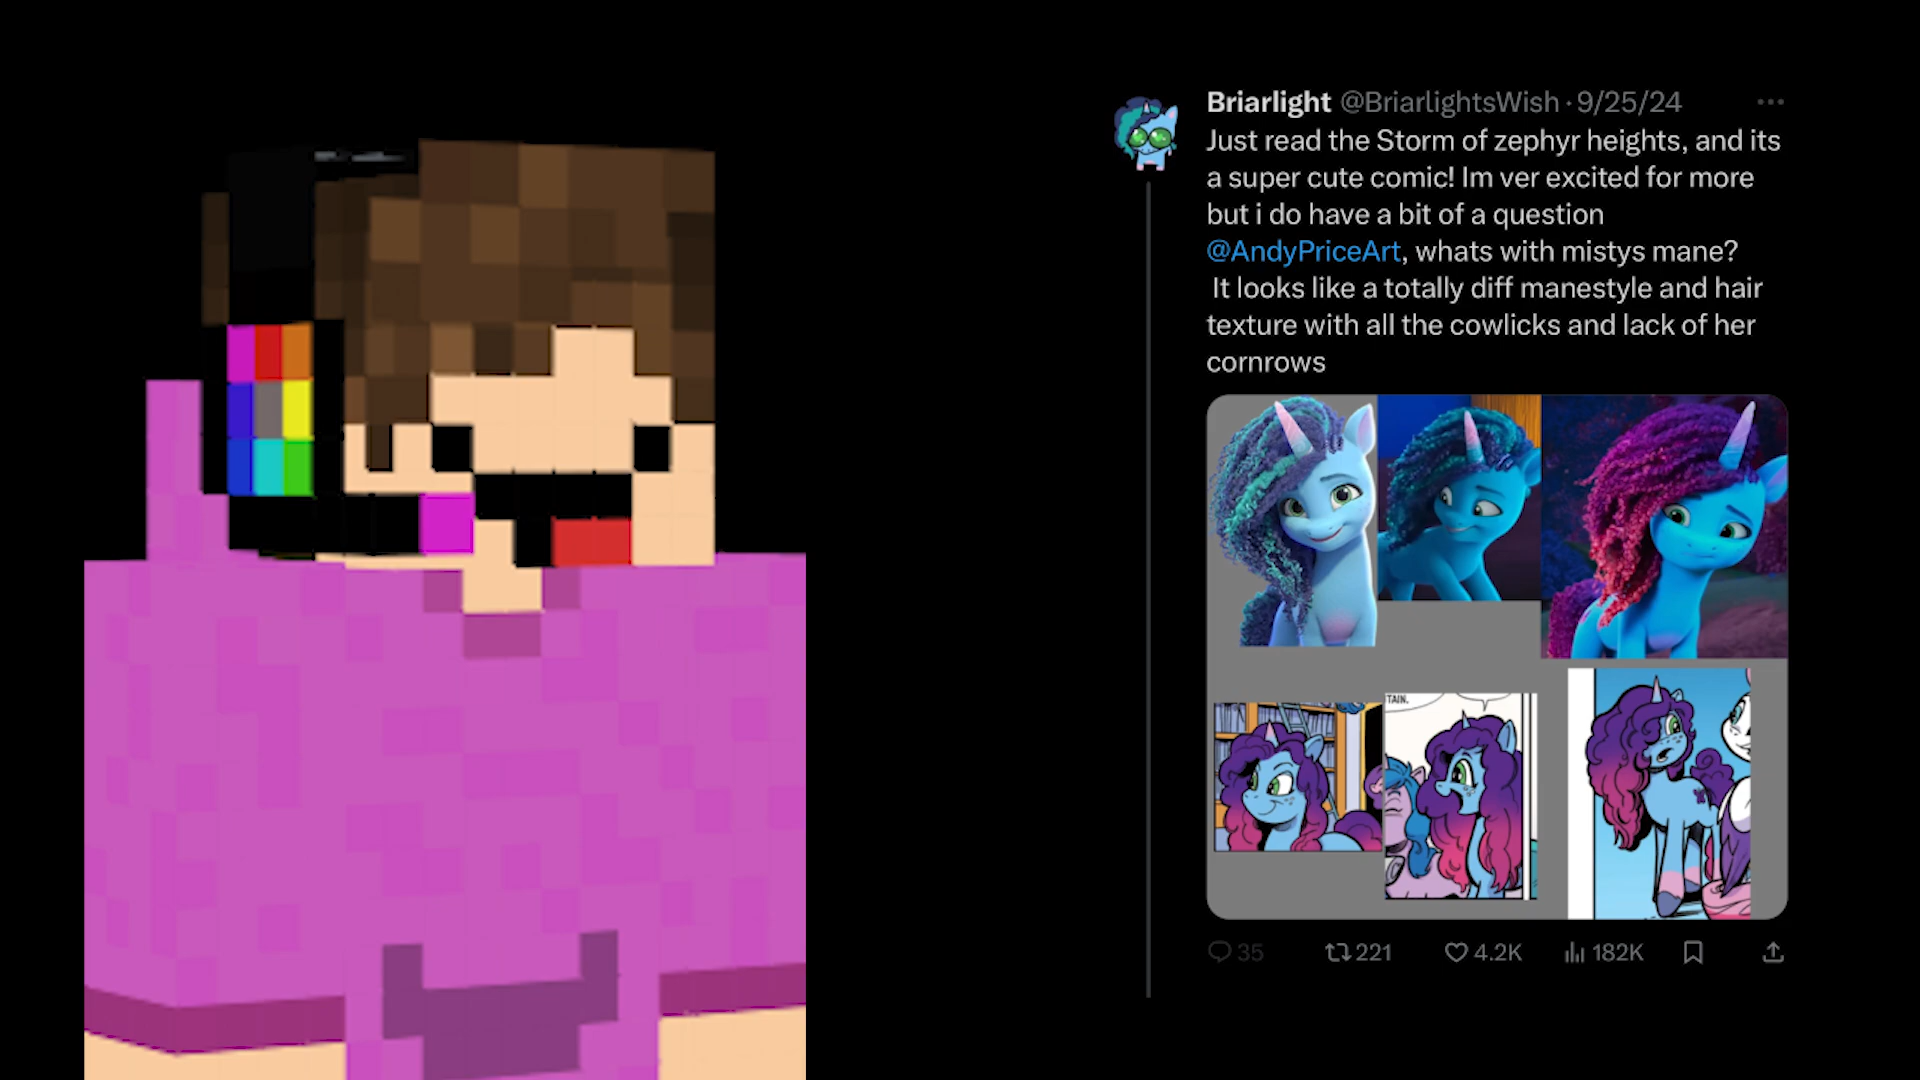 Briarlight @BriarlightsWish · 9/25/24
Just read the Storm of zephyr heights, and its
a super cute comic! Im ver excited for more
but i do have a bit of a question
@AndyPriceArt, whats with mistys mane?
It looks like a totally diff manestyle and hair
texture with all the cowlicks and lack of her
cornrows
TAIN.
35 221 4.2K 182K